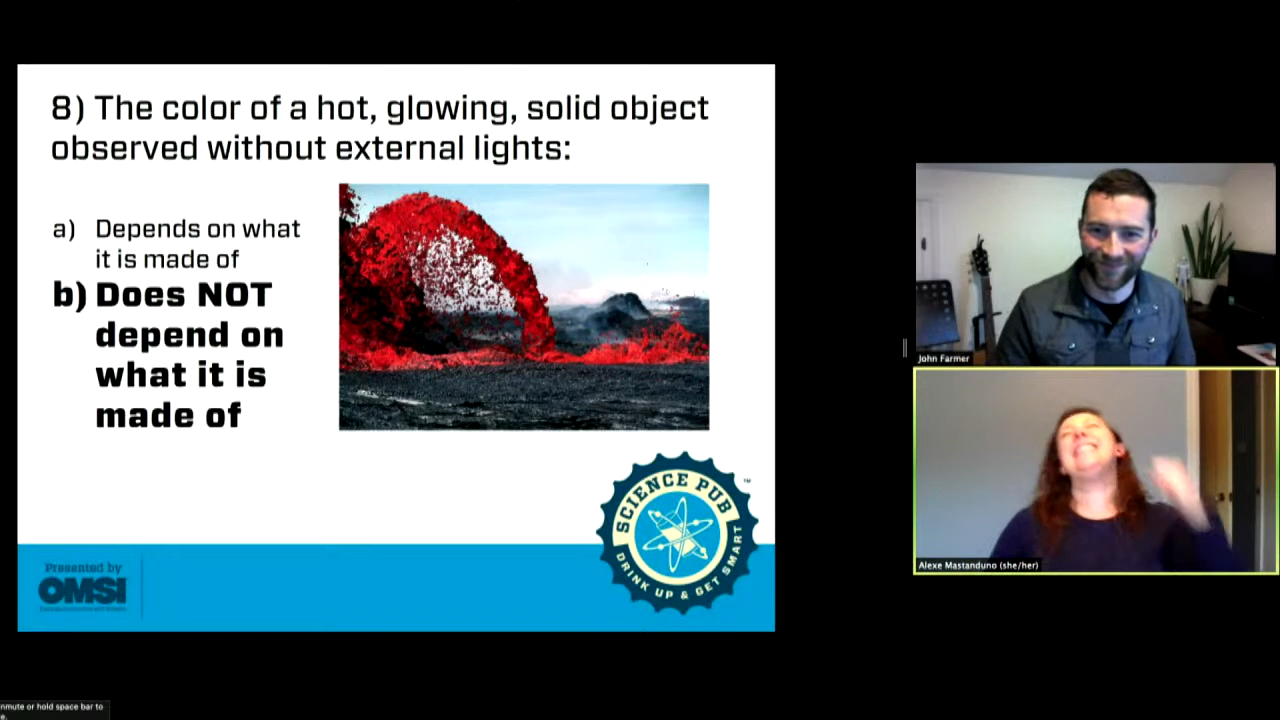 8) The color of a hot, glowing, solid object
observed without external lights:
a) Depends on what
it is made of
b) Does NOT
depend on
what it is
made of
SCIENCE PUB
DRINK UP & GET SMART
TM
Presented by
OMSI
John Farmer
Alexe Mastanduno (she/her)
nmute or hold space bar to
e.